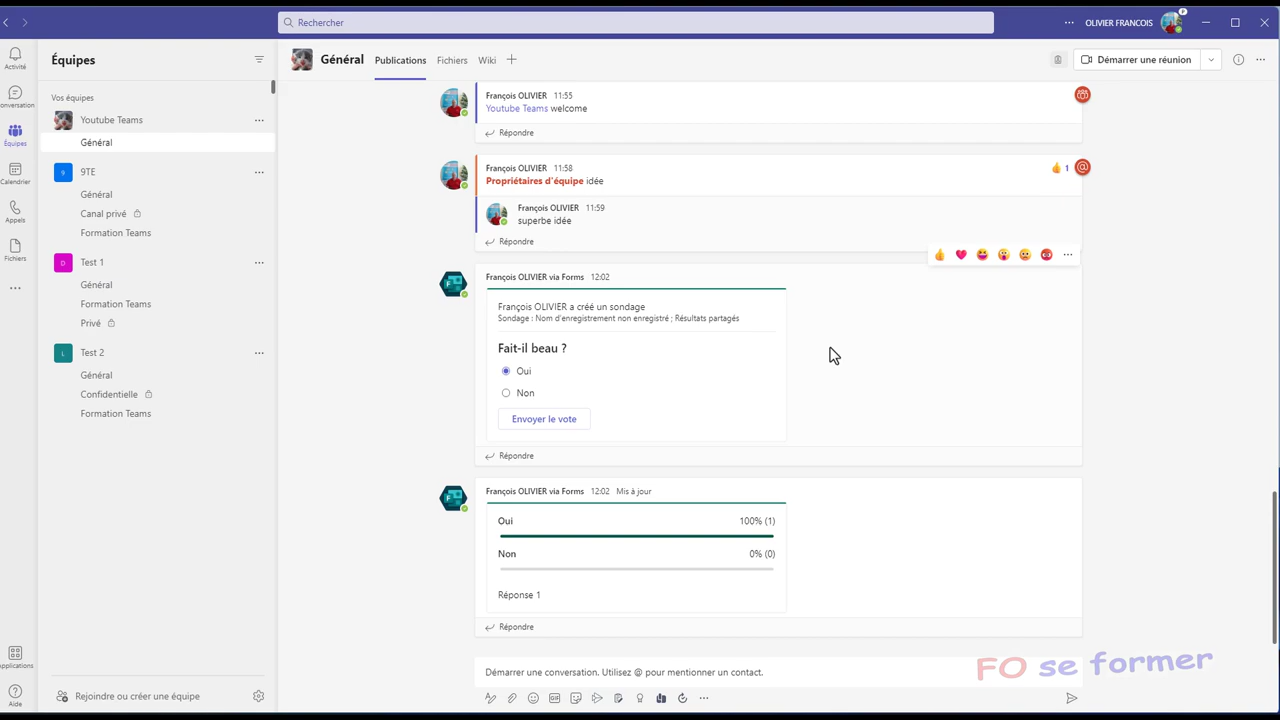 Rechercher
OLIVIER FRANCOIS
P
Activité
onversation
Équipes
Calendrier
Appels
Fichiers
pplications
Aide
Équipes
Vos équipes
Youtube Teams
Général
9
9TE
Général
Canal privé
Formation Teams
D
Test 1
Général
Formation Teams
Privé
L
Test 2
Général
Confidentielle
Formation Teams
Rejoindre ou créer une équipe
Général
Publications
Fichiers
Wiki
Démarrer une réunion
François OLIVIER 11:55
Youtube Teams welcome
Répondre
François OLIVIER 11:58
1
Propriétaires d'équipe idée
François OLIVIER 11:59
superbe idée
Répondre
François OLIVIER via Forms 12:02
François OLIVIER a créé un sondage
Sondage : Nom d'enregistrement non enregistré ; Résultats partagés
Fait-il beau ?
Oui
Non
Envoyer le vote
Répondre
François OLIVIER via Forms 12:02 Mis à jour
Oui 100% (1)
Non 0% (0)
Réponse 1
Répondre
Démarrer une conversation. Utilisez @ pour mentionner un contact.
GIF
FO se former